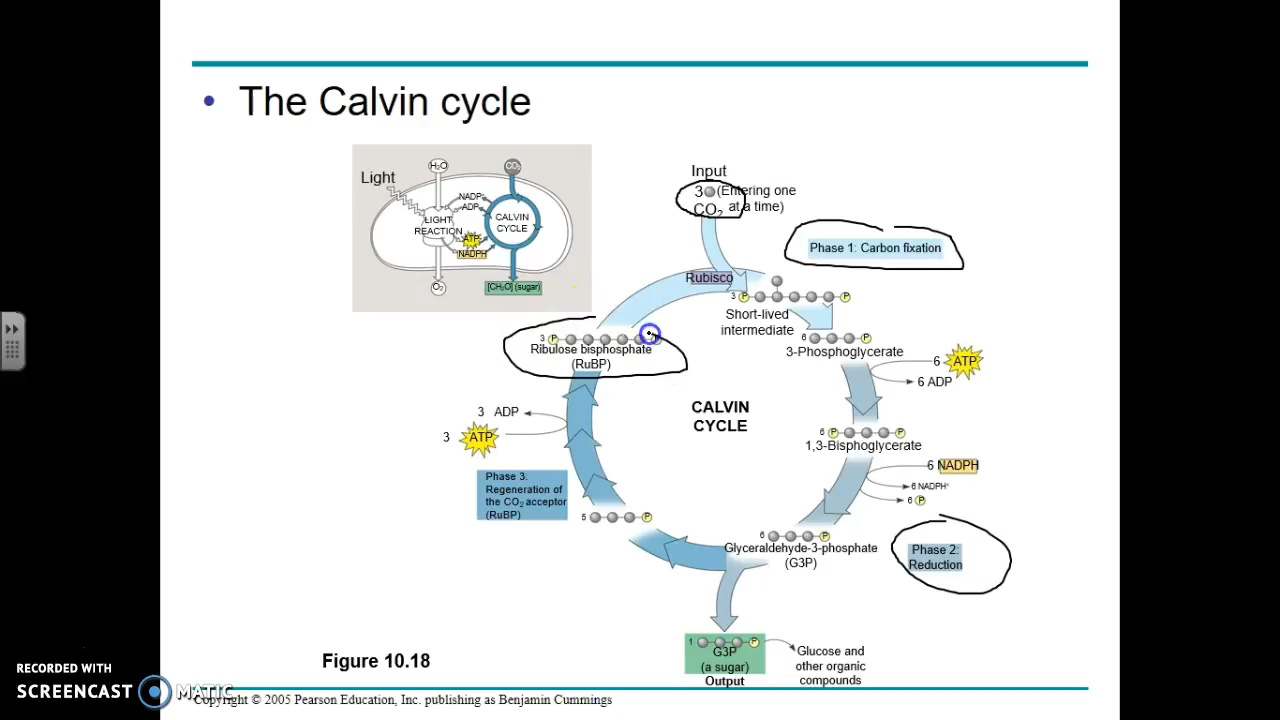 • The Calvin cycle
Light
H₂O
CO₂
NADP⁺
ADP
LIGHT
REACTION
CALVIN
CYCLE
ATP
NADPH
O₂
[CH₂O] (sugar)
Input
3 (Entering one
CO₂ at a time)
Phase 1: Carbon fixation
Rubisco
3 P P
Short-lived
intermediate
3 P P
Ribulose bisphosphate
(RuBP)
6 P
3-Phosphoglycerate
6 ATP
6 ADP
CALVIN
CYCLE
3 ADP
3 ATP
6 P P
1,3-Bisphoglycerate
6 NADPH
6 NADPH⁺
6 P
Phase 3.
Regeneration of
the CO₂ acceptor
(RuBP)
5 P
6 P
Glyceraldehyde-3-phosphate
(G3P)
Phase 2:
Reduction
1 P
G3P
(a sugar)
Output
Glucose and
other organic
compounds
Figure 10.18
RECORDED WITH
SCREENCAST MATIC
Copyright © 2005 Pearson Education, Inc. publishing as Benjamin Cummings